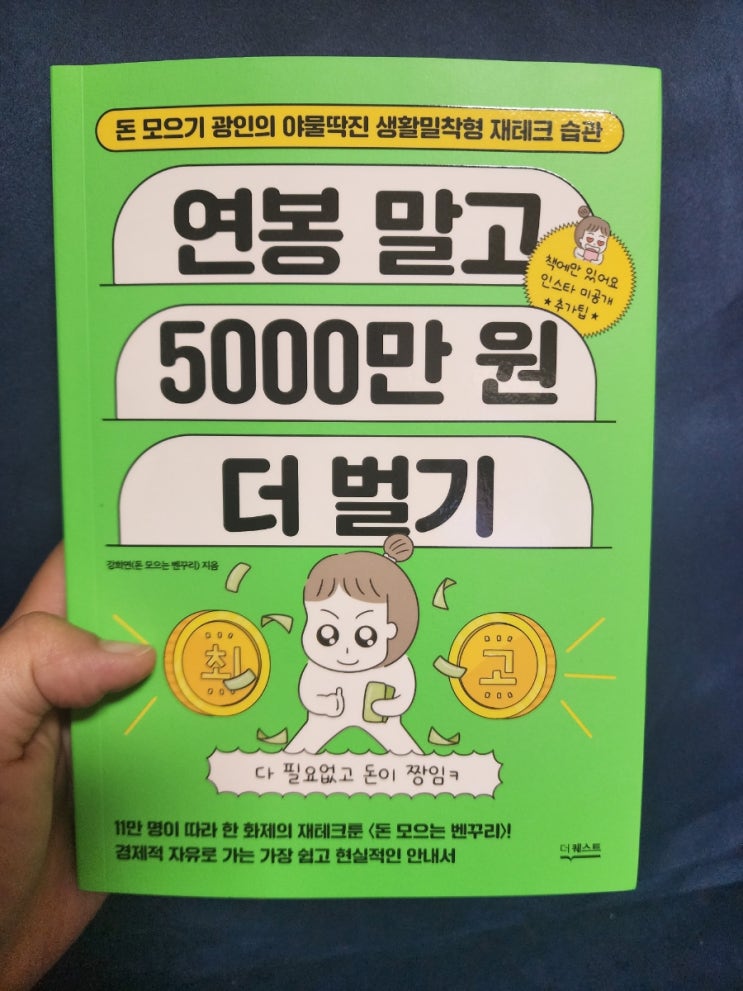 돈 모으기 광인의 야물딱진 생활밀착형 재테크 습관
연봉 말고
책에만 있어요
인스타 미공개
★추가팁★
5000만 원
더 벌기
강희연(돈 모으는 벤꾸리) 지음
최 고
다 필요없고 돈이 짱임ㅋ
11만 명이 따라 한 화제의 재테크툰 <돈 모으는 벤꾸리>!
경제적 자유로 가는 가장 쉽고 현실적인 안내서
더 퀘스트